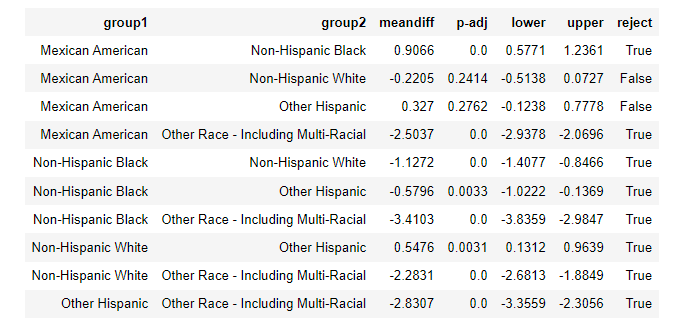 group1 group2 meandiff p-adj lower upper reject
Mexican American Non-Hispanic Black 0.9066 0.0 0.5771 1.2361 True
Mexican American Non-Hispanic White -0.2205 0.2414 -0.5138 0.0727 False
Mexican American Other Hispanic 0.327 0.2762 -0.1238 0.7778 False
Mexican American Other Race - Including Multi-Racial -2.5037 0.0 -2.9378 -2.0696 True
Non-Hispanic Black Non-Hispanic White -1.1272 0.0 -1.4077 -0.8466 True
Non-Hispanic Black Other Hispanic -0.5796 0.0033 -1.0222 -0.1369 True
Non-Hispanic Black Other Race - Including Multi-Racial -3.4103 0.0 -3.8359 -2.9847 True
Non-Hispanic White Other Hispanic 0.5476 0.0031 0.1312 0.9639 True
Non-Hispanic White Other Race - Including Multi-Racial -2.2831 0.0 -2.6813 -1.8849 True
Other Hispanic Other Race - Including Multi-Racial -2.8307 0.0 -3.3559 -2.3056 True